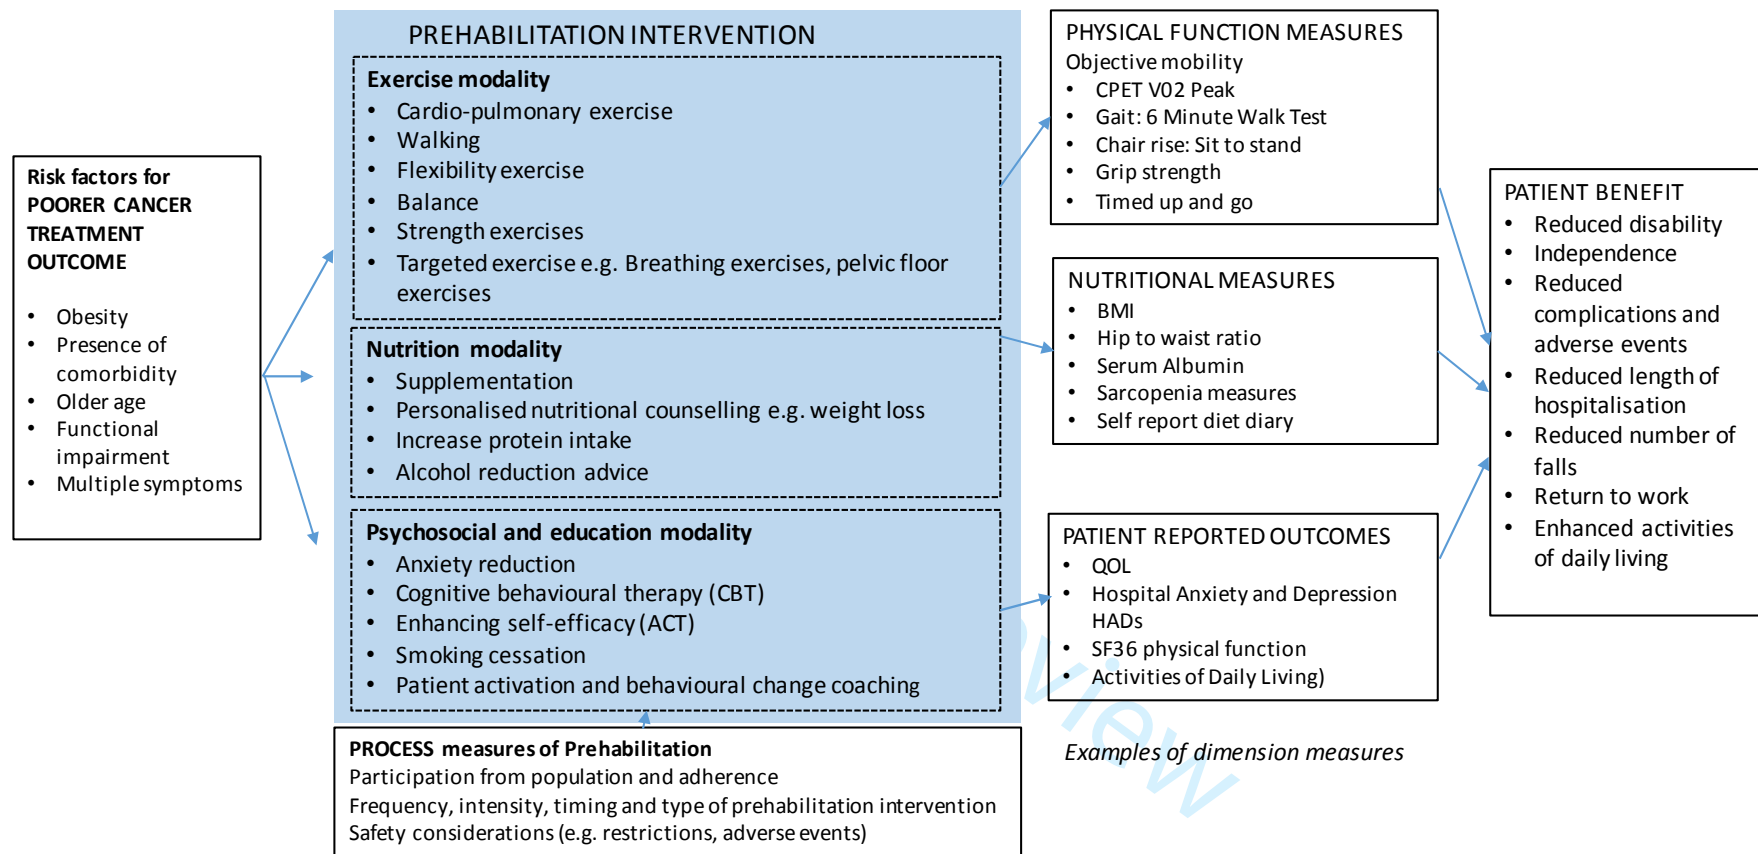 Risk factors for
POORER CANCER
TREATMENT
OUTCOME
• Obesity
• Presence of
comorbidity
• Older age
• Functional
impairment
• Multiple symptoms
PREHABILITATION INTERVENTION
Exercise modality
• Cardio-pulmonary exercise
• Walking
• Flexibility exercise
• Balance
• Strength exercises
• Targeted exercise e.g. Breathing exercises, pelvic floor
exercises
Nutrition modality
• Supplementation
• Personalised nutritional counselling e.g. weight loss
• Increase protein intake
• Alcohol reduction advice
Psychosocial and education modality
• Anxiety reduction
• Cognitive behavioural therapy (CBT)
• Enhancing self-efficacy (ACT)
• Smoking cessation
• Patient activation and behavioural change coaching
PROCESS measures of Prehabilitation
Participation from population and adherence
Frequency, intensity, timing and type of prehabilitation intervention
Safety considerations (e.g. restrictions, adverse events)
PHYSICAL FUNCTION MEASURES
Objective mobility
• CPET V02 Peak
• Gait: 6 Minute Walk Test
• Chair rise: Sit to stand
• Grip strength
• Timed up and go
NUTRITIONAL MEASURES
• BMI
• Hip to waist ratio
• Serum Albumin
• Sarcopenia measures
• Self report diet diary
PATIENT REPORTED OUTCOMES
• QOL
• Hospital Anxiety and Depression
HADs
• SF36 physical function
• Activities of Daily Living)
Examples of dimension measures
PATIENT BENEFIT
• Reduced disability
• Independence
• Reduced
complications and
adverse events
• Reduced length of
hospitalisation
• Reduced number of
falls
• Return to work
• Enhanced activities
of daily living